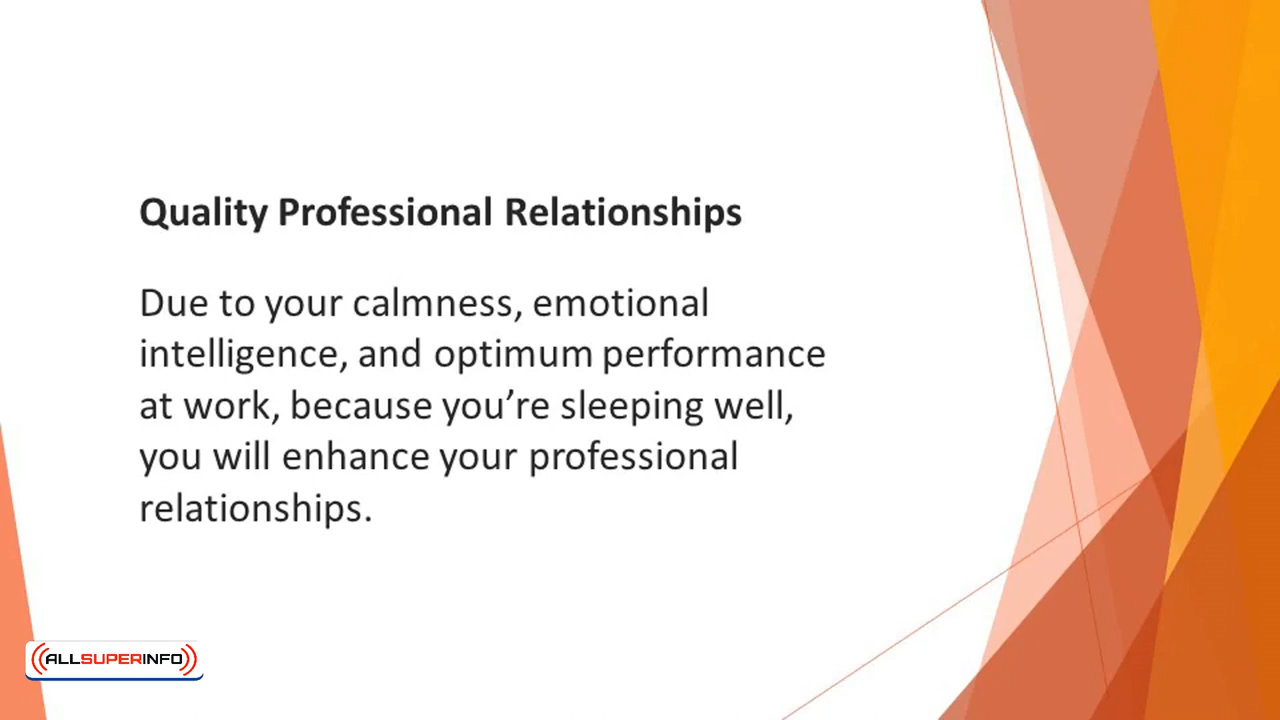 Quality Professional Relationships
Due to your calmness, emotional
intelligence, and optimum performance
at work, because you’re sleeping well,
you will enhance your professional
relationships.
ALLSUPERINFO